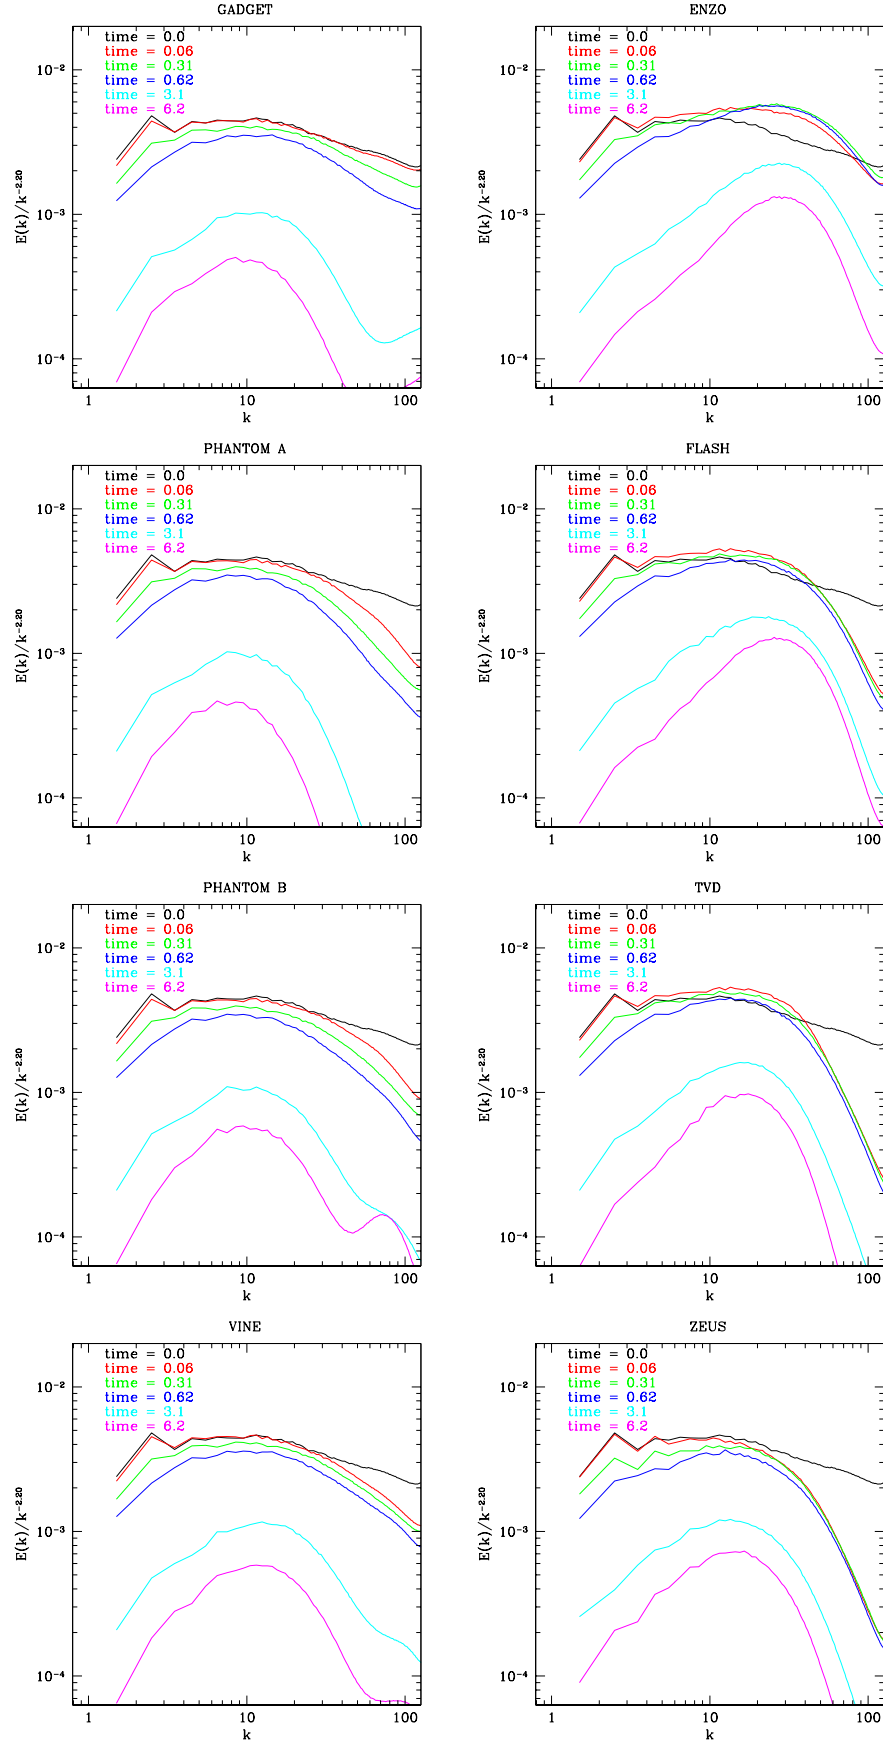 GADGET
time = 0.0
time = 0.06
time = 0.31
time = 0.62
time = 3.1
time = 6.2
10⁻²
10⁻³
10⁻⁴
E(k)/k⁻²·²⁰
1 10 100
k
ENZO
time = 0.0
time = 0.06
time = 0.31
time = 0.62
time = 3.1
time = 6.2
10⁻²
10⁻³
10⁻⁴
E(k)/k⁻²·²⁰
1 10 100
k
PHANTOM A
time = 0.0
time = 0.06
time = 0.31
time = 0.62
time = 3.1
time = 6.2
10⁻²
10⁻³
10⁻⁴
E(k)/k⁻²·²⁰
1 10 100
k
FLASH
time = 0.0
time = 0.06
time = 0.31
time = 0.62
time = 3.1
time = 6.2
10⁻²
10⁻³
10⁻⁴
E(k)/k⁻²·²⁰
1 10 100
k
PHANTOM B
time = 0.0
time = 0.06
time = 0.31
time = 0.62
time = 3.1
time = 6.2
10⁻²
10⁻³
10⁻⁴
E(k)/k⁻²·²⁰
1 10 100
k
TVD
time = 0.0
time = 0.06
time = 0.31
time = 0.62
time = 3.1
time = 6.2
10⁻²
10⁻³
10⁻⁴
E(k)/k⁻²·²⁰
1 10 100
k
VINE
time = 0.0
time = 0.06
time = 0.31
time = 0.62
time = 3.1
time = 6.2
10⁻²
10⁻³
10⁻⁴
E(k)/k⁻²·²⁰
1 10 100
k
ZEUS
time = 0.0
time = 0.06
time = 0.31
time = 0.62
time = 3.1
time = 6.2
10⁻²
10⁻³
10⁻⁴
E(k)/k⁻²·²⁰
1 10 100
k